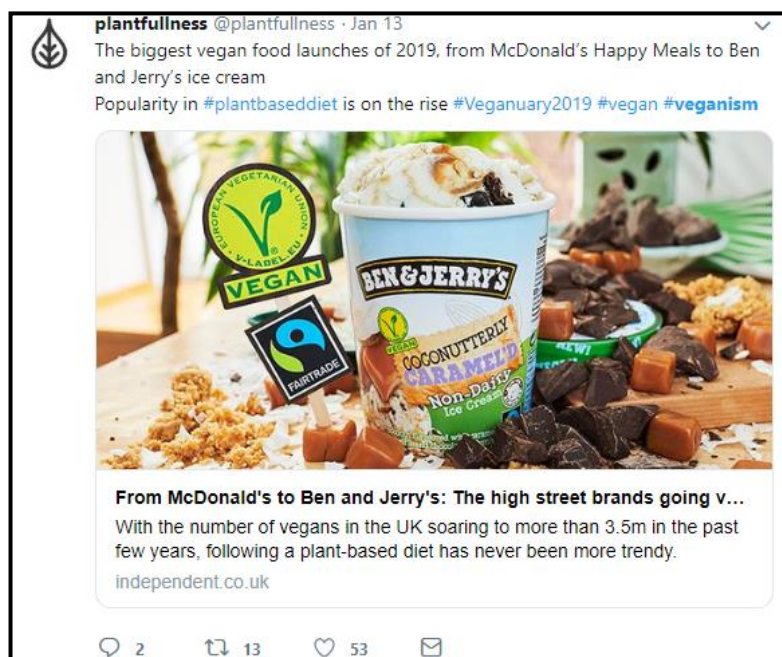 plantfullness @plantfullness · Jan 13
The biggest vegan food launches of 2019, from McDonald's Happy Meals to Ben
and Jerry's ice cream
Popularity in #plantbaseddiet is on the rise #Veganuary2019 #vegan #veganism
EUROPEAN VEGETARIAN UNION
V-LABEL.EU
VEGAN
FAIRTRADE
BEN & JERRY'S
VEGAN
COCONUTTERLY
CARAMEL'D
Non-Dairy
Ice Cream
NEW!
From McDonald's to Ben and Jerry's: The high street brands going v...
With the number of vegans in the UK soaring to more than 3.5m in the past
few years, following a plant-based diet has never been more trendy.
independent.co.uk
2 13 53